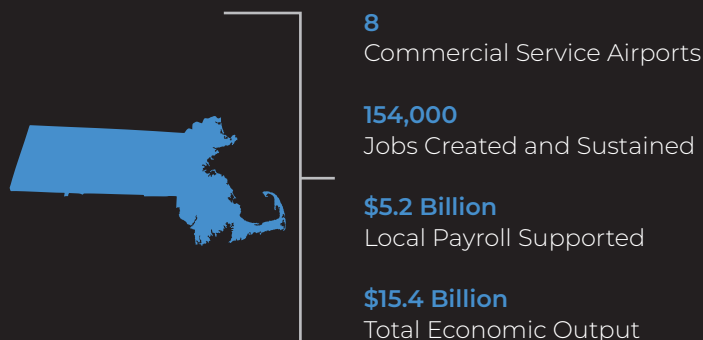 8
Commercial Service Airports
154,000
Jobs Created and Sustained
$5.2 Billion
Local Payroll Supported
$15.4 Billion
Total Economic Output